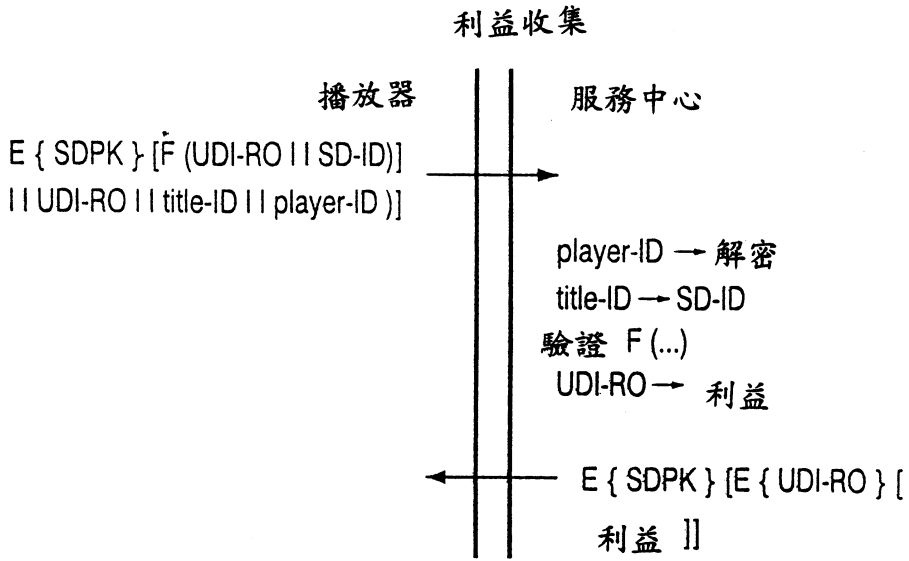 利益收集
播放器
服務中心
E { SDPK } [F (UDI-RO I I SD-ID)]
I I UDI-RO I I title-ID I I player-ID )]
player-ID → 解密
title-ID → SD-ID
驗證 F (...)
UDI-RO → 利益
E { SDPK } [E { UDI-RO } [
利益 ]]